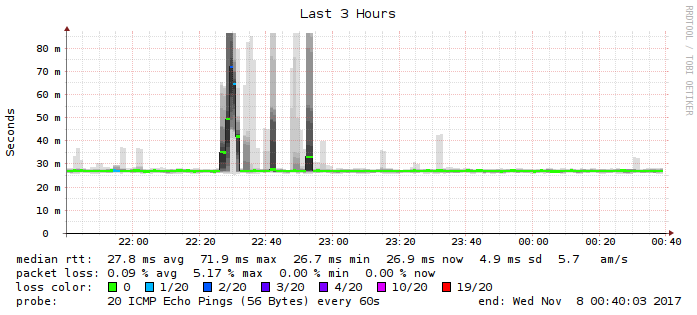 Last 3 Hours
RRDTOOL / TOBI OETIKER
Seconds
80 m
70 m
60 m
50 m
40 m
30 m
20 m
10 m
0
22:00 22:20 22:40 23:00 23:20 23:40 00:00 00:20 00:40
median rtt: 27.8 ms avg 71.9 ms max 26.7 ms min 26.9 ms now 4.9 ms sd 5.7 am/s
packet loss: 0.09 % avg 5.17 % max 0.00 % min 0.00 % now
loss color: 0 1/20 2/20 3/20 4/20 10/20 19/20
probe: 20 ICMP Echo Pings (56 Bytes) every 60s end: Wed Nov 8 00:40:03 2017